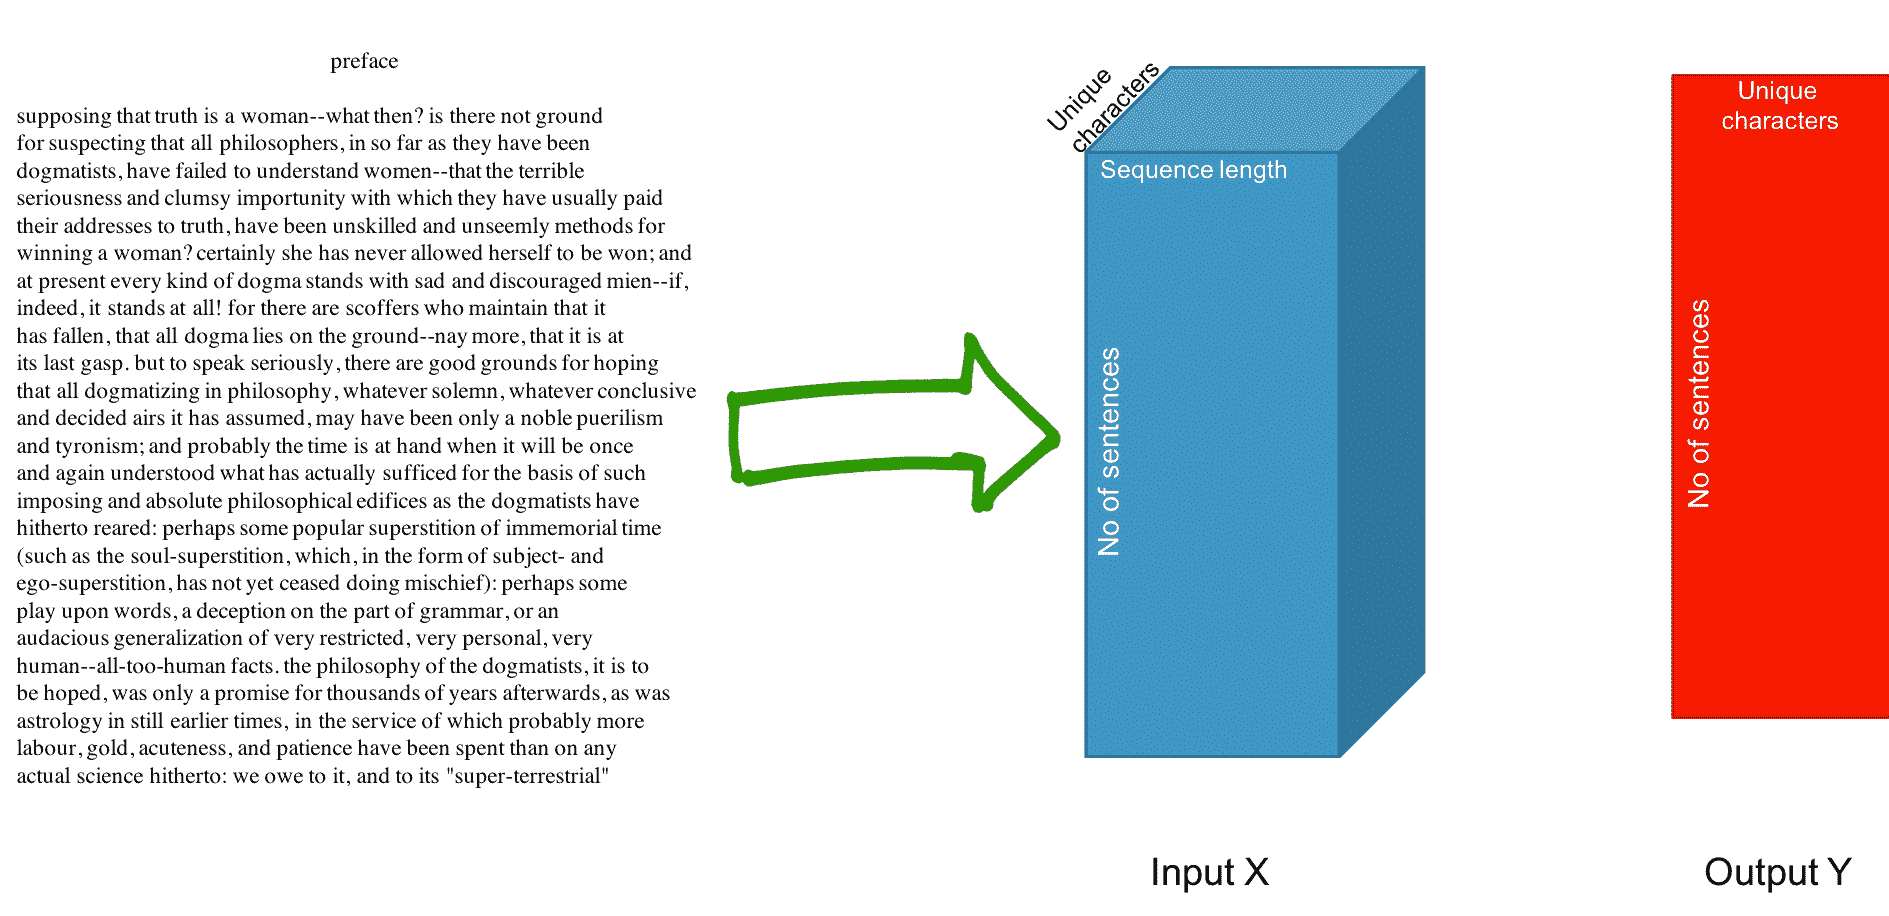 preface
supposing that truth is a woman--what then? is there not ground
for suspecting that all philosophers, in so far as they have been
dogmatists, have failed to understand women--that the terrible
seriousness and clumsy importunity with which they have usually paid
their addresses to truth, have been unskilled and unseemly methods for
winning a woman? certainly she has never allowed herself to be won; and
at present every kind of dogma stands with sad and discouraged mien--if,
indeed, it stands at all! for there are scoffers who maintain that it
has fallen, that all dogma lies on the ground--nay more, that it is at
its last gasp. but to speak seriously, there are good grounds for hoping
that all dogmatizing in philosophy, whatever solemn, whatever conclusive
and decided airs it has assumed, may have been only a noble puerilism
and tyronism; and probably the time is at hand when it will be once
and again understood what has actually sufficed for the basis of such
imposing and absolute philosophical edifices as the dogmatists have
hitherto reared: perhaps some popular superstition of immemorial time
(such as the soul-superstition, which, in the form of subject- and
ego-superstition, has not yet ceased doing mischief): perhaps some
play upon words, a deception on the part of grammar, or an
audacious generalization of very restricted, very personal, very
human--all-too-human facts. the philosophy of the dogmatists, it is to
be hoped, was only a promise for thousands of years afterwards, as was
astrology in still earlier times, in the service of which probably more
labour, gold, acuteness, and patience have been spent than on any
actual science hitherto: we owe to it, and to its "super-terrestrial"
Unique
characters
Sequence length
No of sentences
Input X
Unique
characters
No of sentences
Output Y